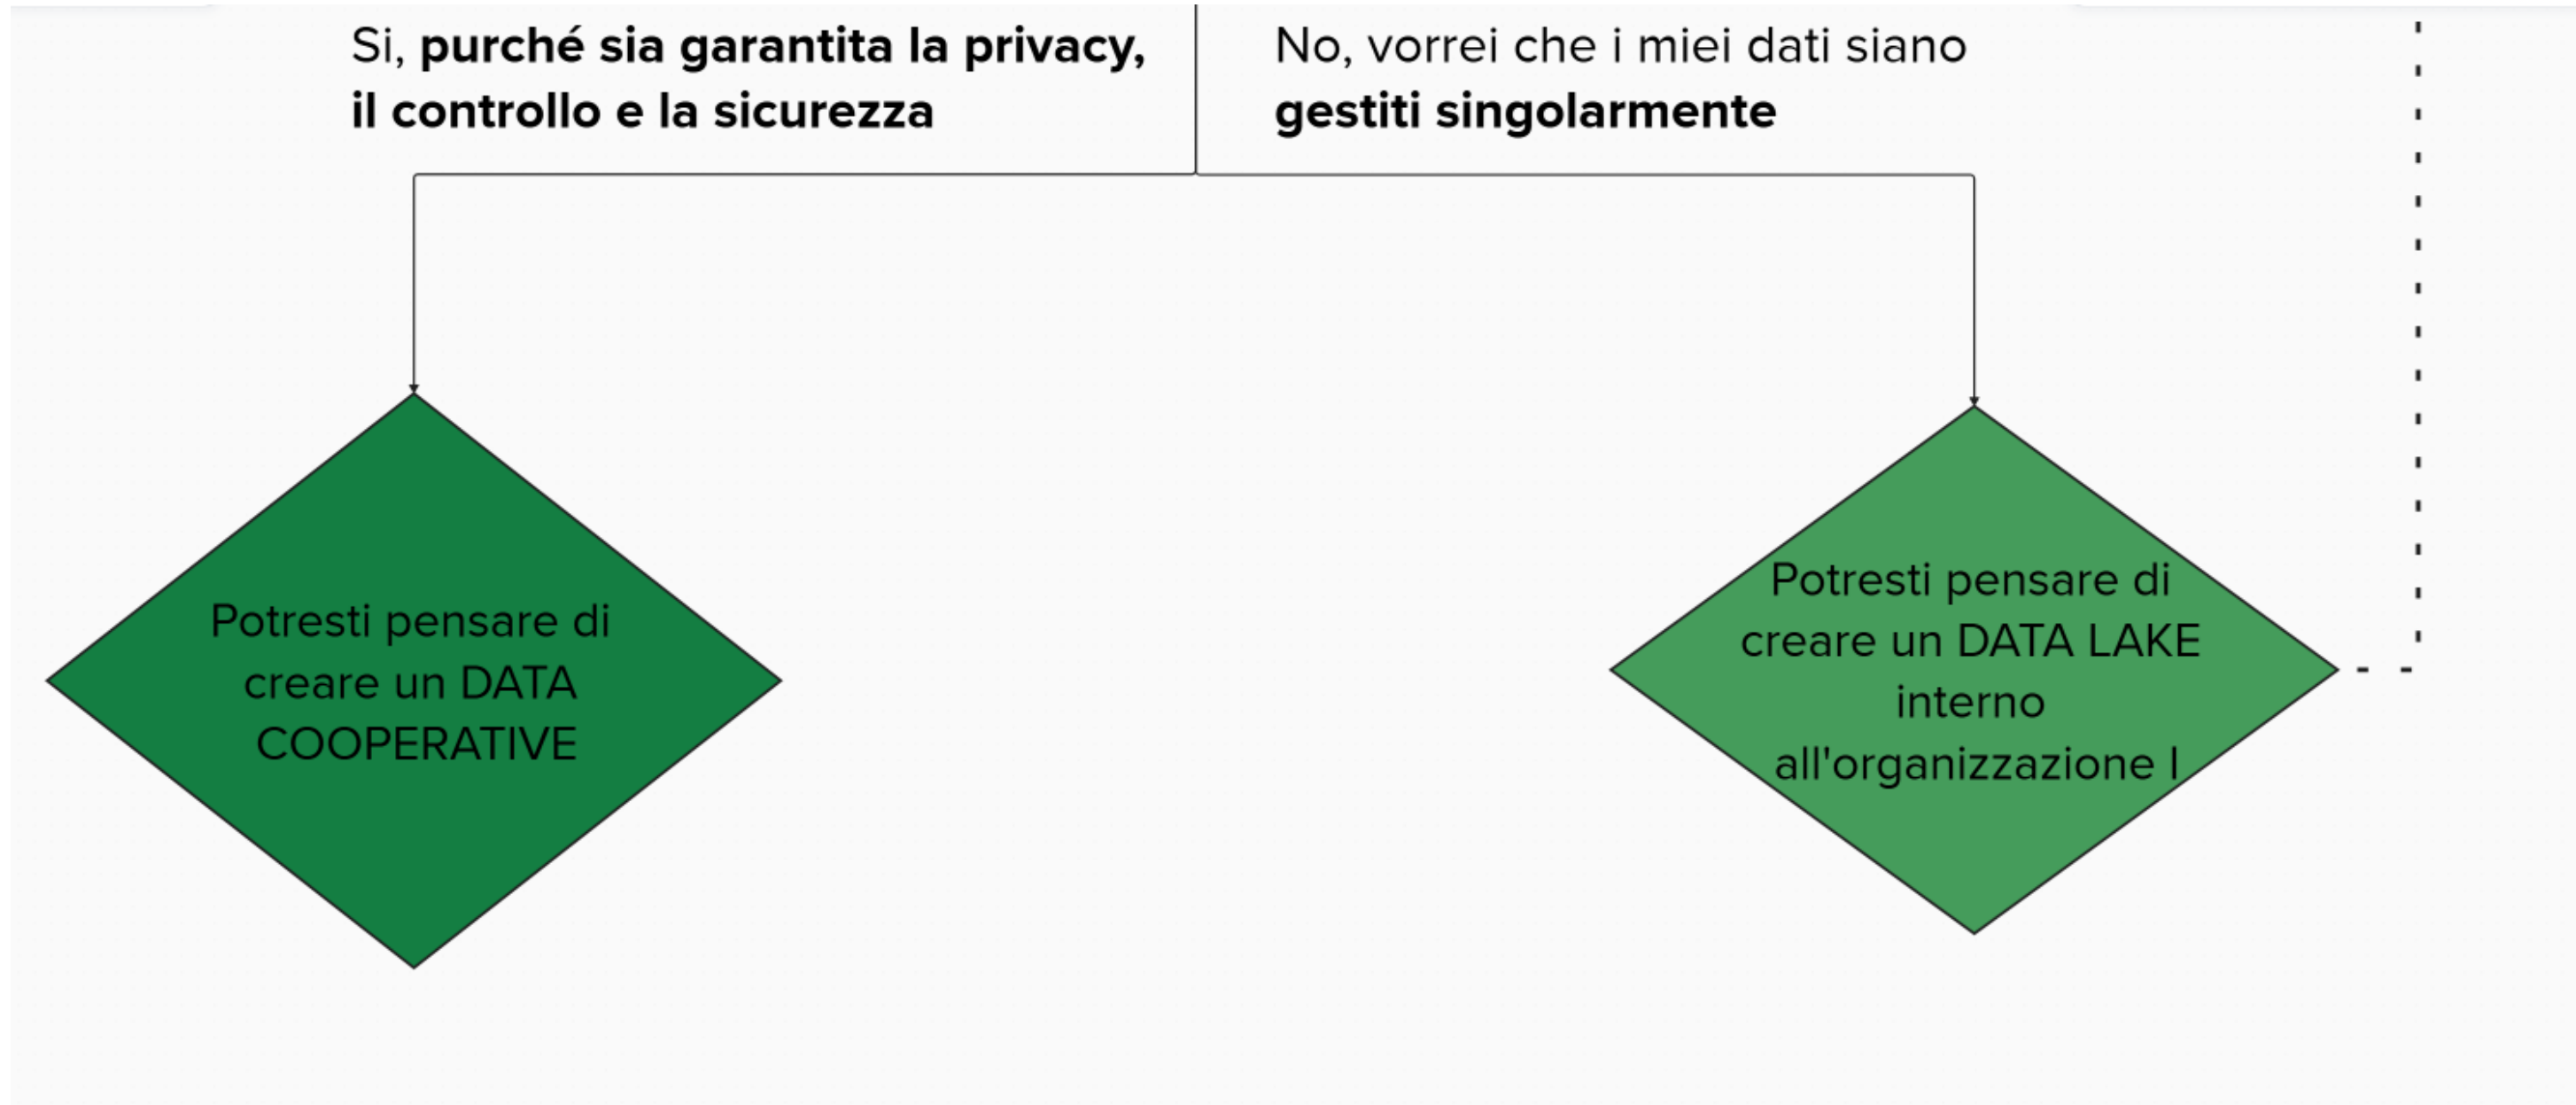 Si, purché sia garantita la privacy,
il controllo e la sicurezza
No, vorrei che i miei dati siano
gestiti singolarmente
Potresti pensare di
creare un DATA
COOPERATIVE
Potresti pensare di
creare un DATA LAKE
interno
all'organizzazione I